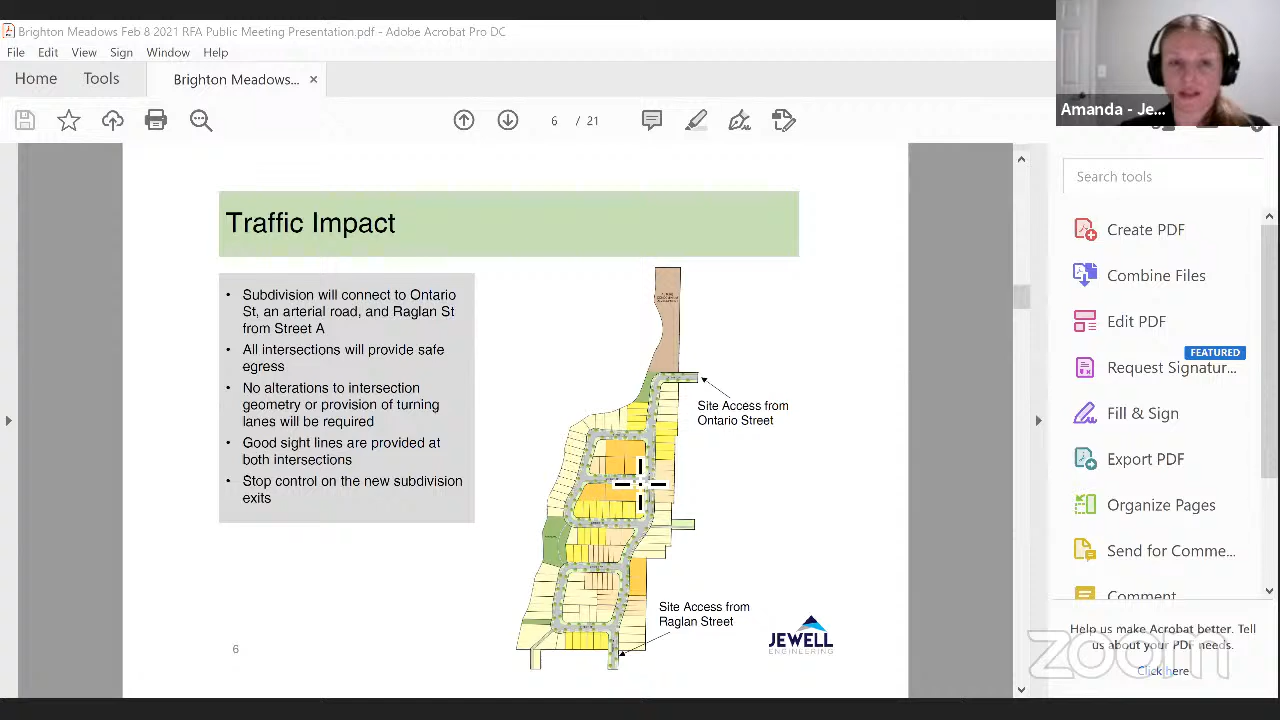 Brighton Meadows Feb 8 2021 RFA Public Meeting Presentation.pdf - Adobe Acrobat Pro DC
File Edit View Sign Window Help
Home Tools Brighton Meadows... ×
6 / 21
Amanda - Je...
Search tools
Traffic Impact
• Subdivision will connect to Ontario
St, an arterial road, and Raglan St
from Street A
• All intersections will provide safe
egress
• No alterations to intersection
geometry or provision of turning
lanes will be required
• Good sight lines are provided at
both intersections
• Stop control on the new subdivision
exits
Site Access from
Ontario Street
Site Access from
Raglan Street
JEWELL
ENGINEERING
6
Create PDF
Combine Files
Edit PDF
FEATURED
Request Signatur...
Fill & Sign
Export PDF
Organize Pages
Send for Comme...
Comment
Help us make Acrobat better. Tell
us about your PDF needs.
Click here
zoom